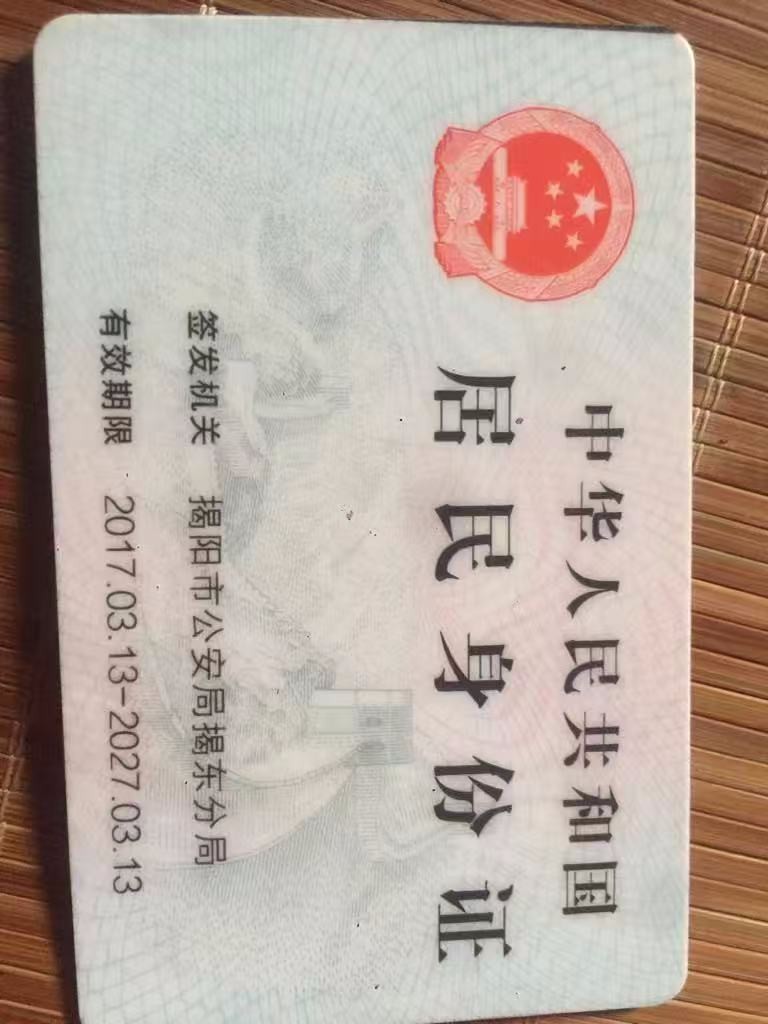 中华人民共和国
居民身份证
签发机关 揭阳市公安局揭东分局
有效期限 2017.03.13-2027.03.13